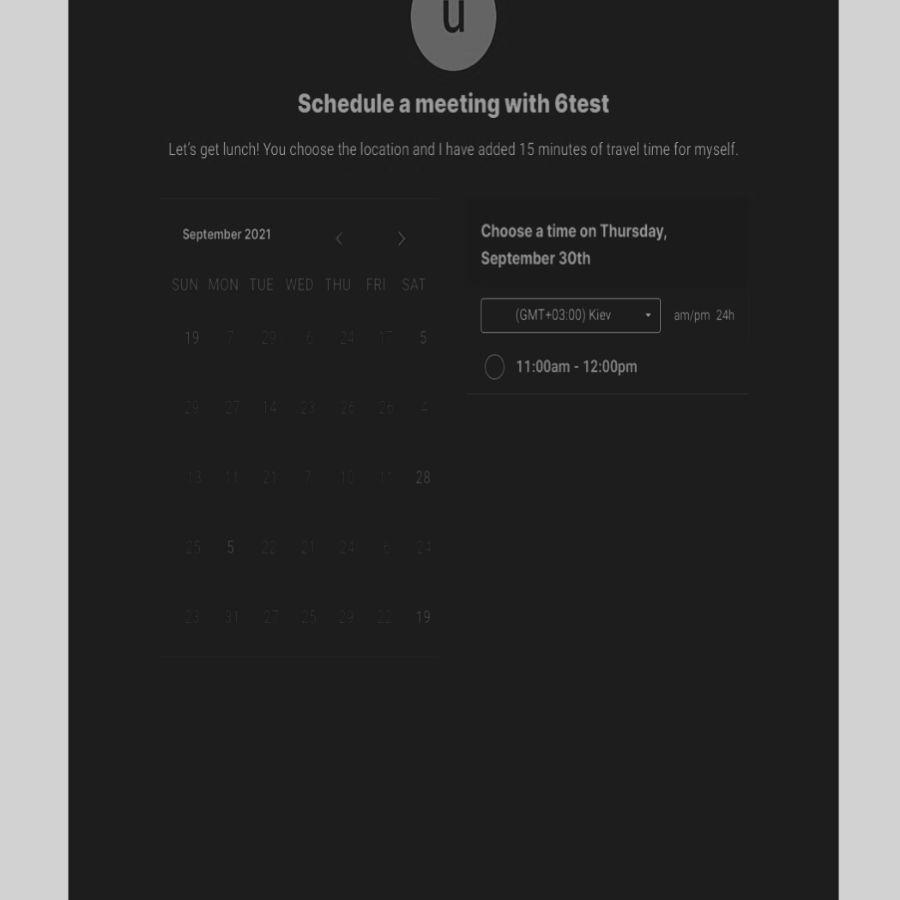 u
Schedule a meeting with 6test
Let's get lunch! You choose the location and I have added 15 minutes of travel time for myself.
September 2021
SUN MON TUE WED THU FRI SAT
19 7 29 6 24 17 5
29 27 14 23 26 26 4
13 11 21 7 10 11 28
25 5 22 21 24 6 24
23 31 27 25 29 22 19
Choose a time on Thursday,
September 30th
(GMT+03:00) Kiev am/pm 24h
11:00am - 12:00pm